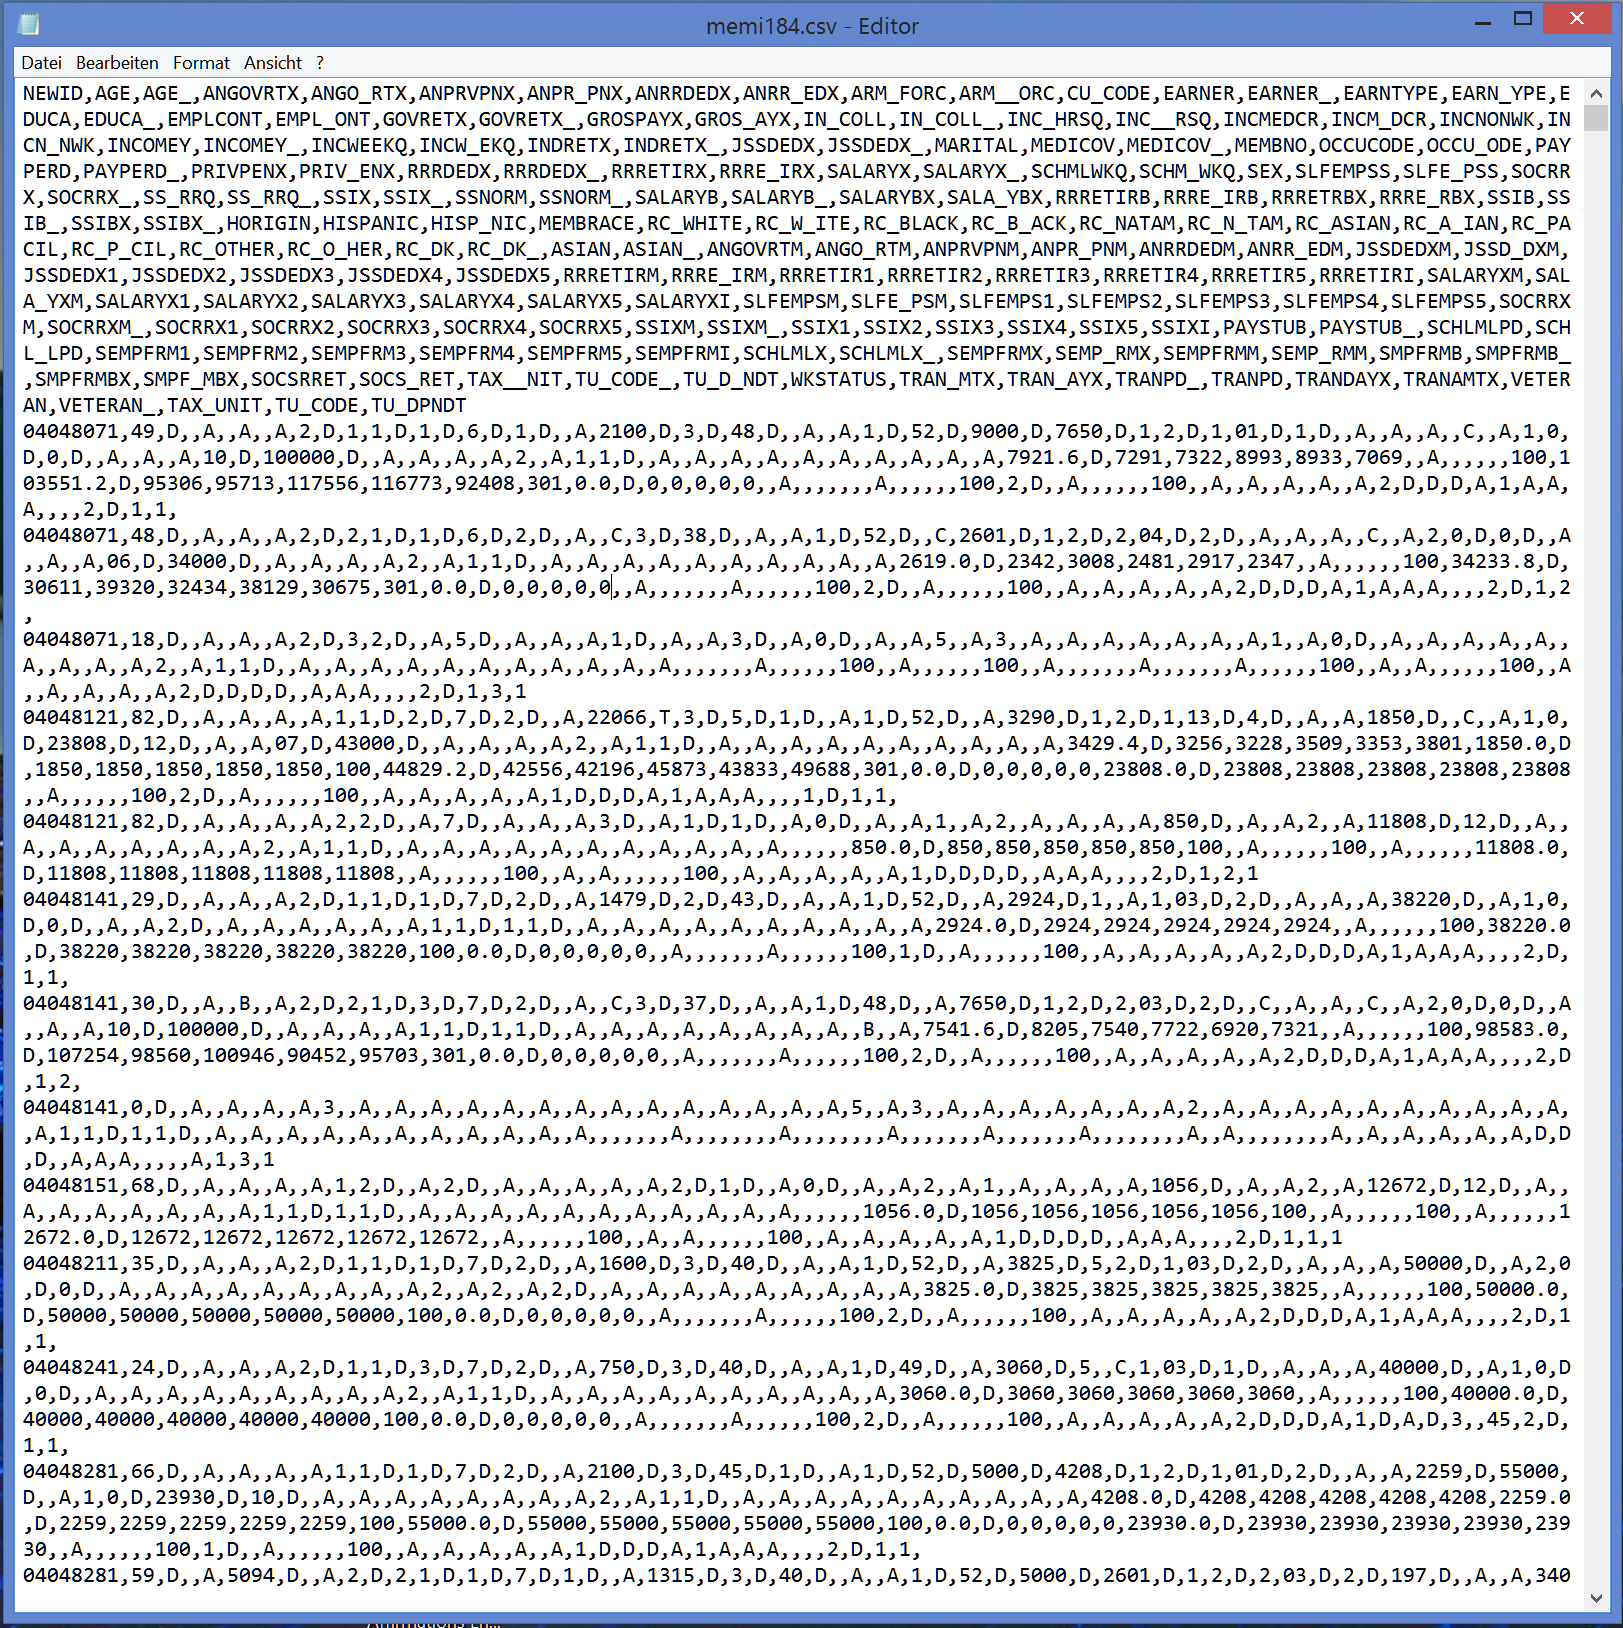 memi184.csv - Editor
Datei Bearbeiten Format Ansicht ?
NEWID,AGE,AGE_,ANGOVRTX,ANGO_RTX,ANPRVPNX,ANPR_PNX,ANRRDEDX,ANRR_EDX,ARM_FORC,ARM__ORC,CU_CODE,EARNER,EARNER_,EARNTYPE,EARN_YPE,E
DUCA,EDUCA_,EMPLCONT,EMPL_ONT,GOVRETX,GOVRETX_,GROSPAYX,GROS_AYX,IN_COLL,IN_COLL_,INC_HRSQ,INC__RSQ,INCMEDCR,INCM_DCR,INCNONWK,IN
CN_NWK,INCOMEY,INCOMEY_,INCWEEKQ,INCW_EKQ,INDRETX,INDRETX_,JSSDEDX,JSSDEDX_,MARITAL,MEDICOV,MEDICOV_,MEMBNO,OCCUCODE,OCCU_ODE,PAY
PERD,PAYPERD_,PRIVPENX,PRIV_ENX,RRRDEDX,RRRDEDX_,RRRETIRX,RRRE_IRX,SALARYX,SALARYX_,SCHMLWKQ,SCHM_WKQ,SEX,SLFEMPSS,SLFE_PSS,SOCRR
X,SOCRRX_,SS_RRQ,SS_RRQ_,SSIX,SSIX_,SSNORM,SSNORM_,SALARYB,SALARYB_,SALARYBX,SALA_YBX,RRRETIRB,RRRE_IRB,RRRETRBX,RRRE_RBX,SSIB,SS
IB_,SSIBX,SSIBX_,HORIGIN,HISPANIC,HISP_NIC,MEMBRACE,RC_WHITE,RC_W_ITE,RC_BLACK,RC_B_ACK,RC_NATAM,RC_N_TAM,RC_ASIAN,RC_A_IAN,RC_PA
CIL,RC_P_CIL,RC_OTHER,RC_O_HER,RC_DK,RC_DK_,ASIAN,ASIAN_,ANGOVRTM,ANGO_RTM,ANPRVPNM,ANPR_PNM,ANRRDEDM,ANRR_EDM,JSSDEDXM,JSSD_DXM,
JSSDEDX1,JSSDEDX2,JSSDEDX3,JSSDEDX4,JSSDEDX5,RRRETIRM,RRRE_IRM,RRRETIR1,RRRETIR2,RRRETIR3,RRRETIR4,RRRETIR5,RRRETIRI,SALARYXM,SAL
A_YXM,SALARYX1,SALARYX2,SALARYX3,SALARYX4,SALARYX5,SALARYXI,SLFEMPSM,SLFE_PSM,SLFEMPS1,SLFEMPS2,SLFEMPS3,SLFEMPS4,SLFEMPS5,SOCRRX
M,SOCRRXM_,SOCRRX1,SOCRRX2,SOCRRX3,SOCRRX4,SOCRRX5,SSIXM,SSIXM_,SSIX1,SSIX2,SSIX3,SSIX4,SSIX5,SSIXI,PAYSTUB,PAYSTUB_,SCHLMLPD,SCH
L_LPD,SEMPFRM1,SEMPFRM2,SEMPFRM3,SEMPFRM4,SEMPFRM5,SEMPFRMI,SCHLMLX,SCHLMLX_,SEMPFRMX,SEMP_RMX,SEMPFRMM,SEMP_RMM,SMPFRMB,SMPFRMB_
,SMPFRMBX,SMPF_MBX,SOCSRRET,SOCS_RET,TAX__NIT,TU_CODE_,TU_D_NDT,WKSTATUS,TRAN_MTX,TRAN_AYX,TRANPD_,TRANPD,TRANDAYX,TRANAMTX,VETER
AN,VETERAN_,TAX_UNIT,TU_CODE,TU_DPNDT
04048071,49,D,,A,,A,,A,2,D,1,1,D,1,D,6,D,1,D,,A,2100,D,3,D,48,D,,A,,A,1,D,52,D,9000,D,7650,D,1,2,D,1,01,D,1,D,,A,,A,,A,,C,,A,1,0,
D,0,D,,A,,A,,A,10,D,100000,D,,A,,A,,A,,A,2,,A,1,1,D,,A,,A,,A,,A,,A,,A,,A,,A,,A,,A,7921.6,D,7291,7322,8993,8933,7069,,A,,,,,,100,1
03551.2,D,95306,95713,117556,116773,92408,301,0.0,D,0,0,0,0,0,,A,,,,,,,A,,,,,,100,2,D,,A,,,,,,100,,A,,A,,A,,A,,A,2,D,D,D,A,1,A,A,
A,,,,2,D,1,1,
04048071,48,D,,A,,A,,A,2,D,2,1,D,1,D,6,D,2,D,,A,,C,3,D,38,D,,A,,A,1,D,52,D,,C,2601,D,1,2,D,2,04,D,2,D,,A,,A,,A,,C,,A,2,0,D,0,D,,A
,,A,,A,06,D,34000,D,,A,,A,,A,,A,2,,A,1,1,D,,A,,A,,A,,A,,A,,A,,A,,A,,A,,A,2619.0,D,2342,3008,2481,2917,2347,,A,,,,,,100,34233.8,D,
30611,39320,32434,38129,30675,301,0.0,D,0,0,0,0,0,,A,,,,,,,A,,,,,,100,2,D,,A,,,,,,100,,A,,A,,A,,A,,A,2,D,D,D,A,1,A,A,A,,,,2,D,1,2
,
04048071,18,D,,A,,A,,A,2,D,3,2,D,,A,5,D,,A,,A,,A,1,D,,A,,A,3,D,,A,0,D,,A,,A,5,,A,3,,A,,A,,A,,A,,A,,A,,A,1,,A,0,D,,A,,A,,A,,A,,A,,
A,,A,,A,,A,2,,A,1,1,D,,A,,A,,A,,A,,A,,A,,A,,A,,A,,A,,A,,,,,,,A,,,,,,100,,A,,,,,,100,,A,,,,,,,A,,,,,,,A,,,,,,100,,A,,A,,,,,,100,,A
,,A,,A,,A,,A,2,D,D,D,D,,A,A,A,,,,2,D,1,3,1
04048121,82,D,,A,,A,,A,,A,1,1,D,2,D,7,D,2,D,,A,22066,T,3,D,5,D,1,D,,A,1,D,52,D,,A,3290,D,1,2,D,1,13,D,4,D,,A,,A,1850,D,,C,,A,1,0,
D,23808,D,12,D,,A,,A,07,D,43000,D,,A,,A,,A,,A,2,,A,1,1,D,,A,,A,,A,,A,,A,,A,,A,,A,,A,,A,3429.4,D,3256,3228,3509,3353,3801,1850.0,D
,1850,1850,1850,1850,1850,100,44829.2,D,42556,42196,45873,43833,49688,301,0.0,D,0,0,0,0,0,23808.0,D,23808,23808,23808,23808,23808
,,A,,,,,,100,2,D,,A,,,,,,100,,A,,A,,A,,A,,A,1,D,D,D,A,1,A,A,A,,,,1,D,1,1,
04048121,82,D,,A,,A,,A,,A,2,2,D,,A,7,D,,A,,A,,A,3,D,,A,1,D,1,D,,A,0,D,,A,,A,1,,A,2,,A,,A,,A,,A,850,D,,A,,A,2,,A,11808,D,12,D,,A,,
A,,A,,A,,A,,A,,A,,A,2,,A,1,1,D,,A,,A,,A,,A,,A,,A,,A,,A,,A,,A,,A,,,,,,850.0,D,850,850,850,850,850,100,,A,,,,,,100,,A,,,,,,11808.0,
D,11808,11808,11808,11808,11808,,A,,,,,,100,,A,,A,,,,,,100,,A,,A,,A,,A,,A,1,D,D,D,D,,A,A,A,,,,2,D,1,2,1
04048141,29,D,,A,,A,,A,2,D,1,1,D,1,D,7,D,2,D,,A,1479,D,2,D,43,D,,A,,A,1,D,52,D,,A,2924,D,1,,A,1,03,D,2,D,,A,,A,,A,38220,D,,A,1,0,
D,0,D,,A,,A,2,D,,A,,A,,A,,A,,A,,A,1,1,D,1,1,D,,A,,A,,A,,A,,A,,A,,A,,A,,A,,A,2924.0,D,2924,2924,2924,2924,2924,,A,,,,,,100,38220.0
,D,38220,38220,38220,38220,38220,100,0.0,D,0,0,0,0,0,,A,,,,,,,A,,,,,,100,1,D,,A,,,,,,100,,A,,A,,A,,A,,A,2,D,D,D,A,1,A,A,A,,,,2,D,
1,1,
04048141,30,D,,A,,B,,A,2,D,2,1,D,3,D,7,D,2,D,,A,,C,3,D,37,D,,A,,A,1,D,48,D,,A,7650,D,1,2,D,2,03,D,2,D,,C,,A,,A,,C,,A,2,0,D,0,D,,A
,,A,,A,10,D,100000,D,,A,,A,,A,,A,1,1,D,1,1,D,,A,,A,,A,,A,,A,,A,,A,,A,,B,,A,7541.6,D,8205,7540,7722,6920,7321,,A,,,,,,100,98583.0,
D,107254,98560,100946,90452,95703,301,0.0,D,0,0,0,0,0,,A,,,,,,,A,,,,,,100,2,D,,A,,,,,,100,,A,,A,,A,,A,,A,2,D,D,D,A,1,A,A,A,,,,2,D
,1,2,
04048141,0,D,,A,,A,,A,,A,3,,A,,A,,A,,A,,A,,A,,A,,A,,A,,A,,A,,A,,A,5,,A,3,,A,,A,,A,,A,,A,,A,,A,2,,A,,A,,A,,A,,A,,A,,A,,A,,A,,A,
,A,1,1,D,1,1,D,,A,,A,,A,,A,,A,,A,,A,,A,,A,,A,,A,,,,,,,A,,,,,,,,A,,,,,,,,A,,,,,,,A,,,,,,,A,,,,,,,,A,,A,,,,,,,,A,,A,,A,,A,,A,,A,D,D
,D,,A,A,A,,,,,A,1,3,1
04048151,68,D,,A,,A,,A,,A,1,2,D,,A,2,D,,A,,A,,A,,A,,A,2,D,1,D,,A,0,D,,A,,A,2,,A,1,,A,,A,,A,,A,1056,D,,A,,A,2,,A,12672,D,12,D,,A,,
A,,A,,A,,A,,A,,A,,A,1,1,D,1,1,D,,A,,A,,A,,A,,A,,A,,A,,A,,A,,A,,A,,,,,,1056.0,D,1056,1056,1056,1056,1056,100,,A,,,,,,100,,A,,,,,,1
2672.0,D,12672,12672,12672,12672,12672,,A,,,,,,100,,A,,A,,,,,,100,,A,,A,,A,,A,,A,1,D,D,D,D,,A,A,A,,,,2,D,1,1,1
04048211,35,D,,A,,A,,A,2,D,1,1,D,1,D,7,D,2,D,,A,1600,D,3,D,40,D,,A,,A,1,D,52,D,,A,3825,D,5,2,D,1,03,D,2,D,,A,,A,,A,50000,D,,A,2,0
,D,0,D,,A,,A,,A,,A,,A,,A,,A,,A,,A,2,,A,2,,A,2,D,,A,,A,,A,,A,,A,,A,,A,,A,,A,3825.0,D,3825,3825,3825,3825,3825,,A,,,,,,100,50000.0,
D,50000,50000,50000,50000,50000,100,0.0,D,0,0,0,0,0,,A,,,,,,,A,,,,,,100,2,D,,A,,,,,,100,,A,,A,,A,,A,,A,2,D,D,D,A,1,A,A,A,,,,2,D,1
,1,
04048241,24,D,,A,,A,,A,2,D,1,1,D,3,D,7,D,2,D,,A,750,D,3,D,40,D,,A,,A,1,D,49,D,,A,3060,D,5,,C,1,03,D,1,D,,A,,A,,A,40000,D,,A,1,0,D
,0,D,,A,,A,,A,,A,,A,,A,,A,,A,,A,2,,A,1,1,D,,A,,A,,A,,A,,A,,A,,A,,A,,A,,A,3060.0,D,3060,3060,3060,3060,3060,,A,,,,,,100,40000.0,D,
40000,40000,40000,40000,40000,100,0.0,D,0,0,0,0,0,,A,,,,,,,A,,,,,,100,2,D,,A,,,,,,100,,A,,A,,A,,A,,A,2,D,D,D,A,1,D,A,D,3,,45,2,D,
1,1,
04048281,66,D,,A,,A,,A,,A,1,1,D,1,D,7,D,2,D,,A,2100,D,3,D,45,D,1,D,,A,1,D,52,D,5000,D,4208,D,1,2,D,1,01,D,2,D,,A,,A,2259,D,55000,
D,,A,1,0,D,23930,D,10,D,,A,,A,,A,,A,,A,,A,,A,,A,2,,A,1,1,D,,A,,A,,A,,A,,A,,A,,A,,A,,A,,A,4208.0,D,4208,4208,4208,4208,4208,2259.0
,D,2259,2259,2259,2259,2259,100,55000.0,D,55000,55000,55000,55000,55000,100,0.0,D,0,0,0,0,0,23930.0,D,23930,23930,23930,23930,239
30,,A,,,,,,100,1,D,,A,,,,,,100,,A,,A,,A,,A,,A,1,D,D,D,A,1,A,A,A,,,,2,D,1,1,
04048281,59,D,,A,5094,D,,A,2,D,2,1,D,1,D,7,D,1,D,,A,1315,D,3,D,40,D,,A,,A,1,D,52,D,5000,D,2601,D,1,2,D,2,03,D,2,D,197,D,,A,,A,340